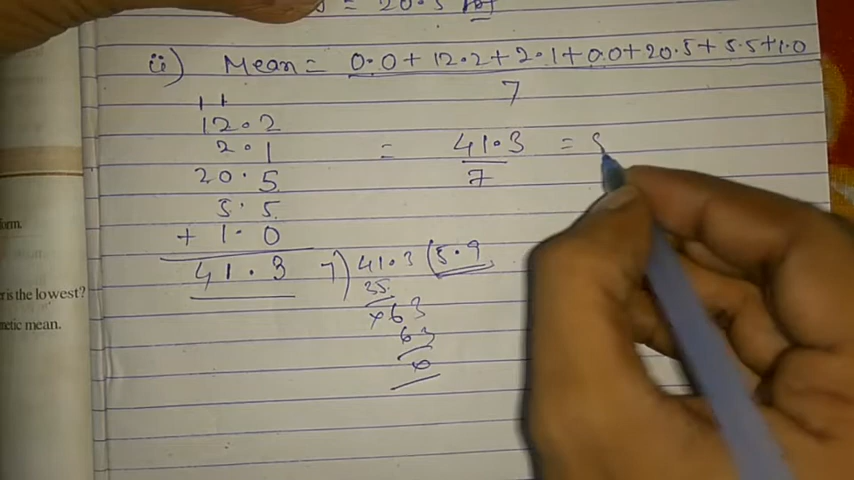 = 20.5
ii) Mean = 0.0 + 12.2 + 2.1 + 0.0 + 20.5 + 5.5 + 1.0
7
12.2
2.1
20.5
5.5
+ 1.0
41.3
= 41.3 =
7
7) 41.3 (5.9
35
×63
63
×
form.
r is the lowest?
metic mean.